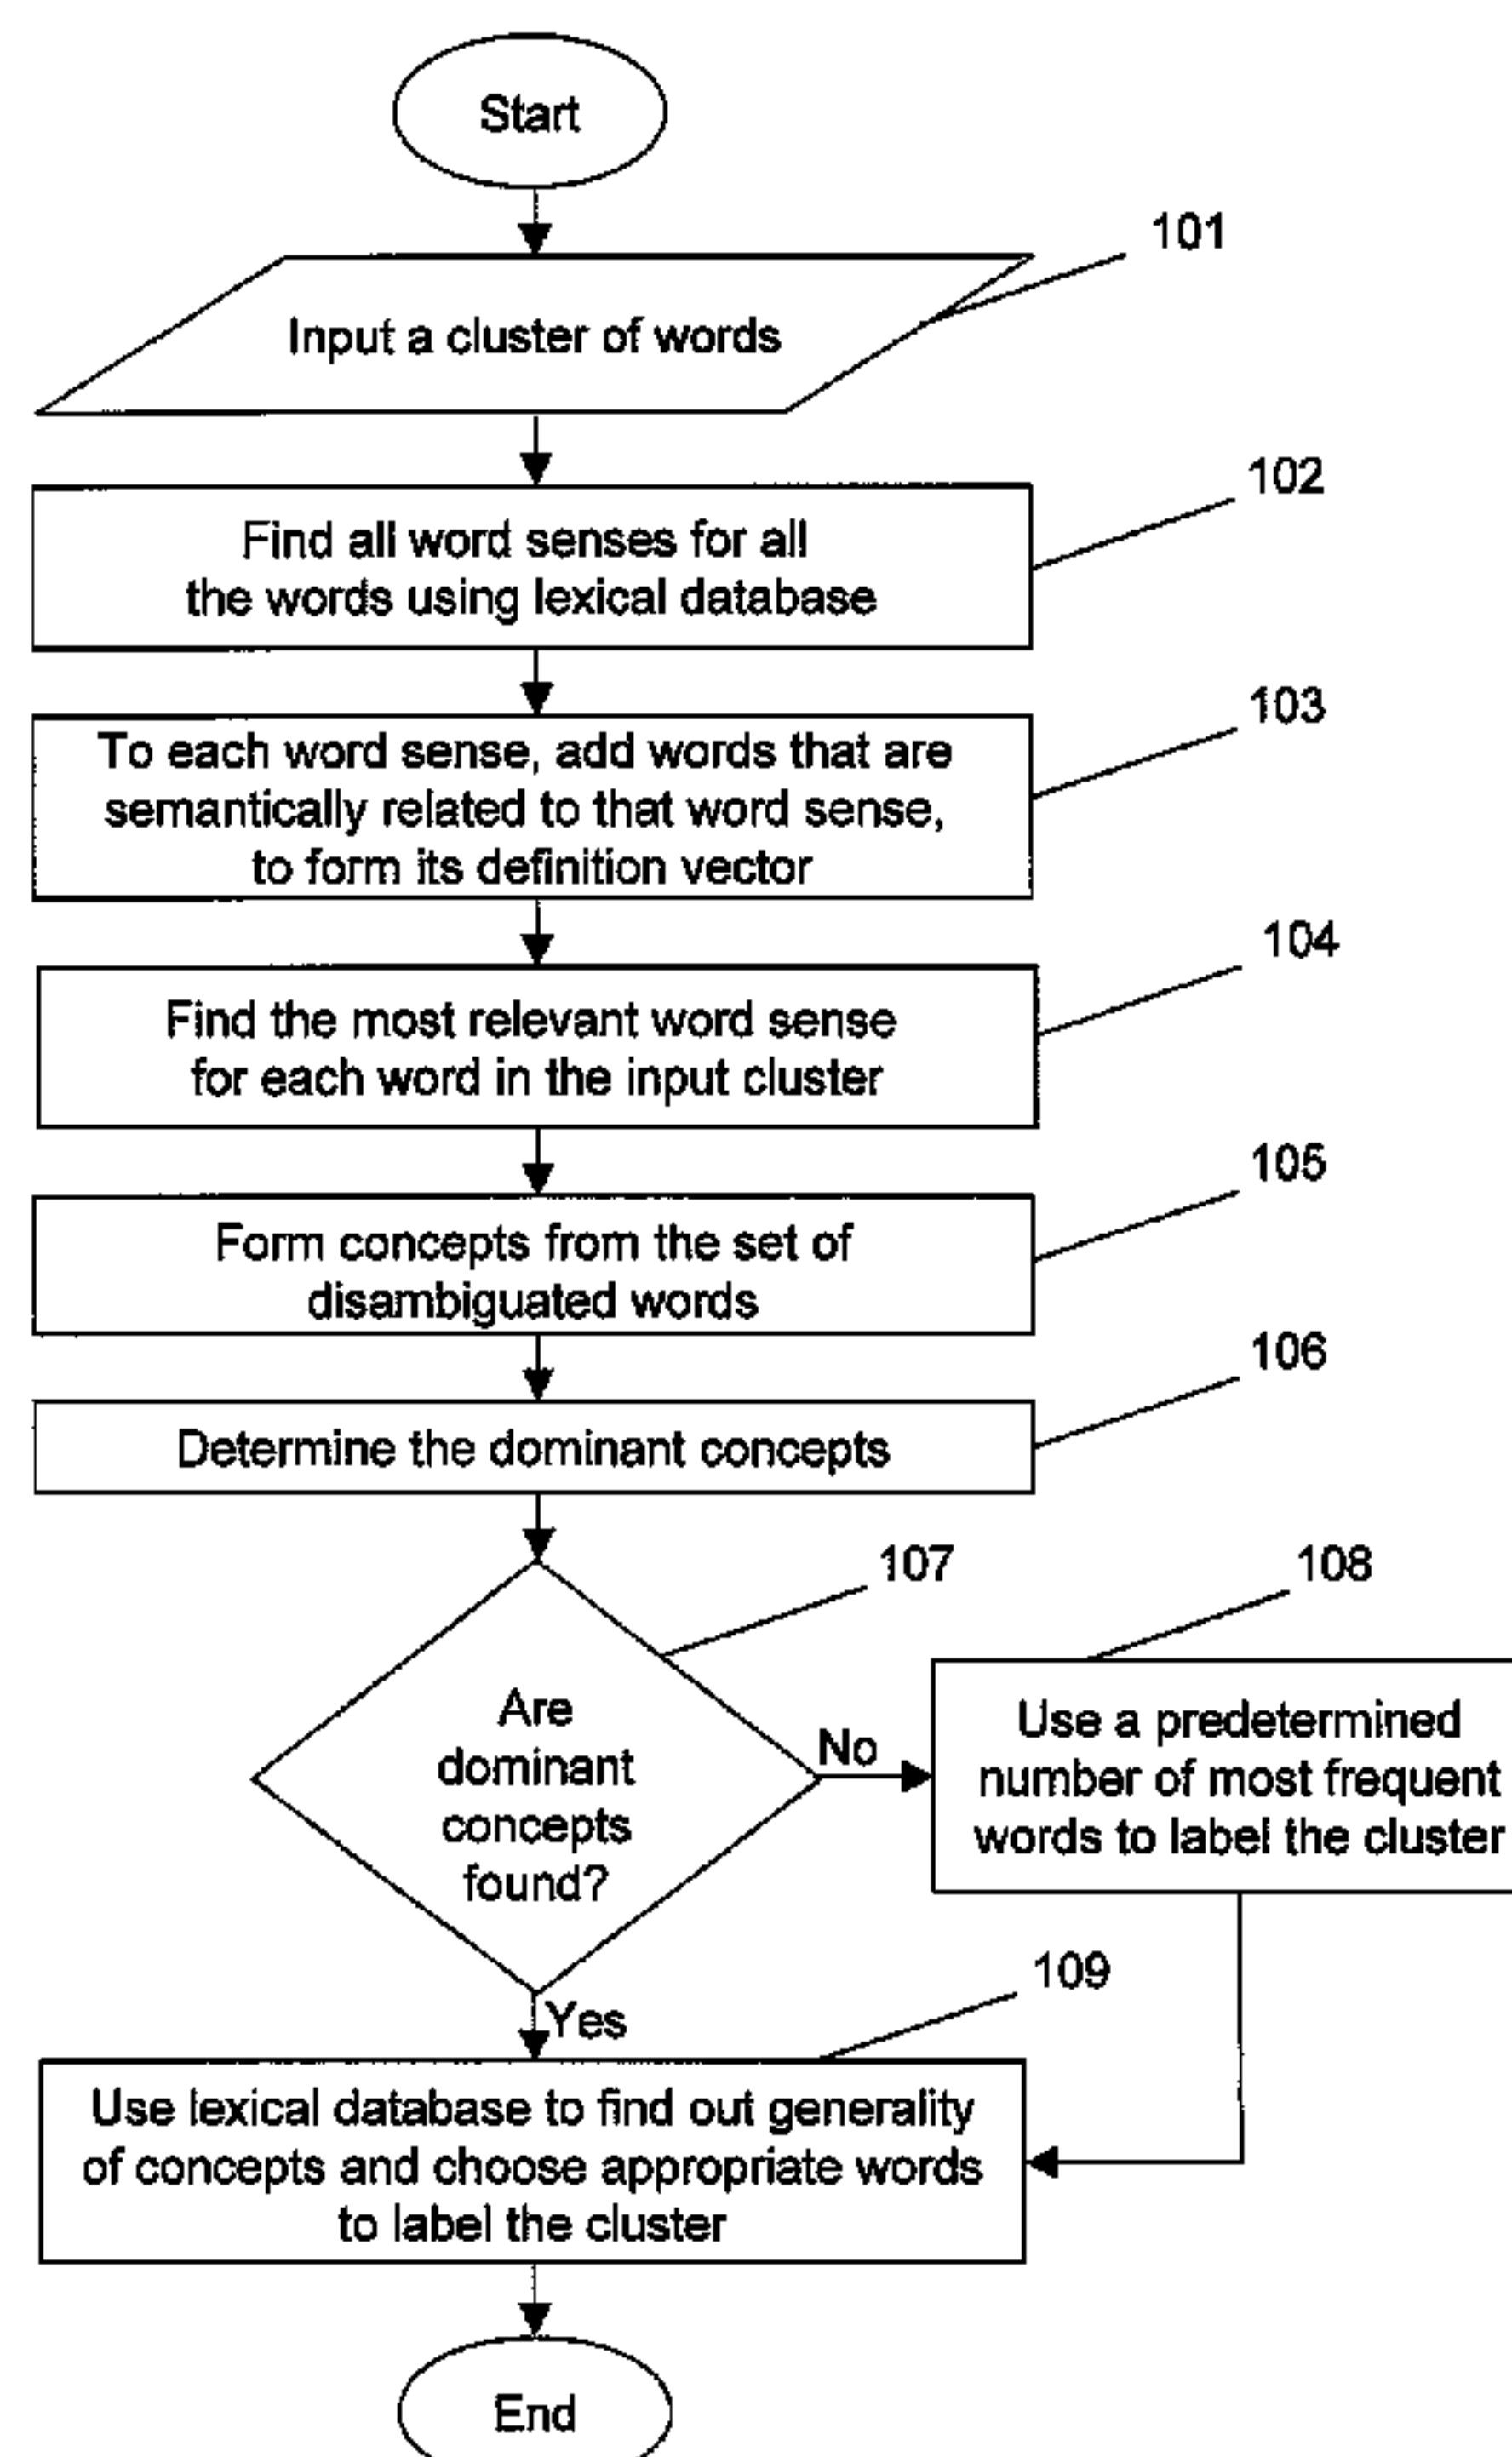 Start
101
Input a cluster of words
102
Find all word senses for all
the words using lexical database
103
To each word sense, add words that are
semantically related to that word sense,
to form its definition vector
104
Find the most relevant word sense
for each word in the input cluster
105
Form concepts from the set of
disambiguated words
106
Determine the dominant concepts
107
108
Are
dominant
concepts
found?
No
Use a predetermined
number of most frequent
words to label the cluster
Yes
109
Use lexical database to find out generality
of concepts and choose appropriate words
to label the cluster
End